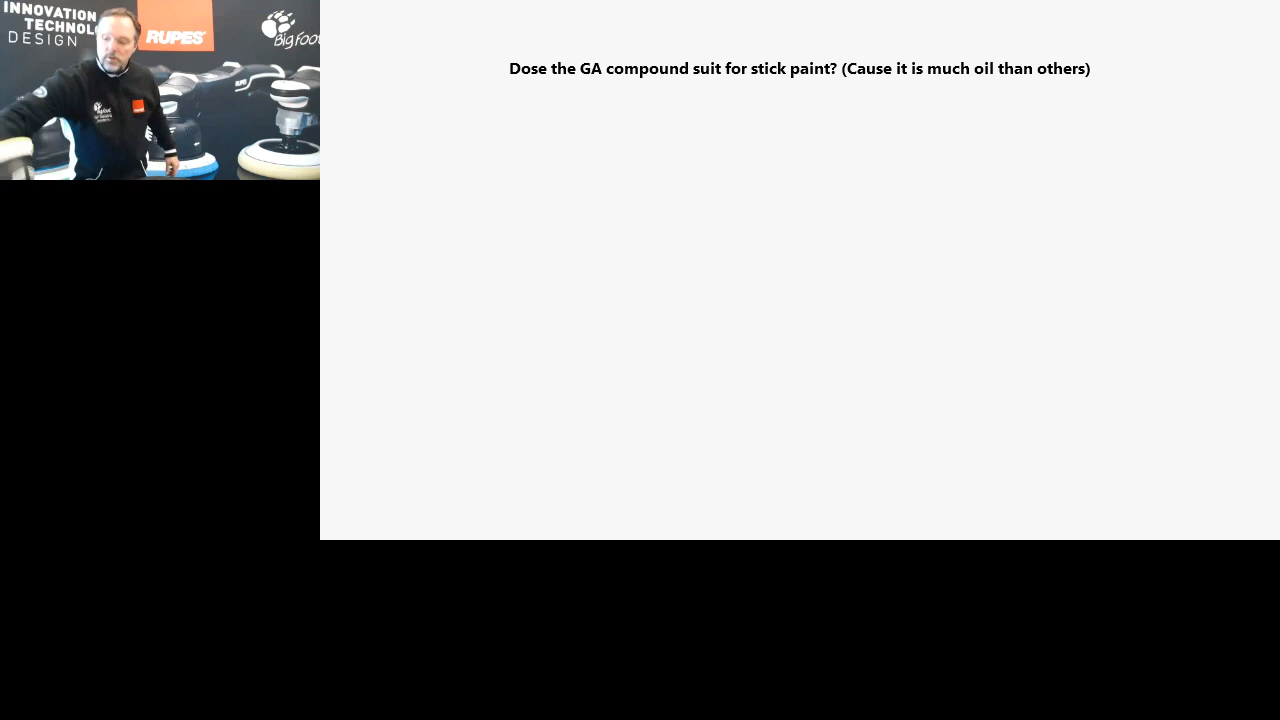 INNOVATION
TECHNOLO
DESIGN
RUPES
BigFoot
Dose the GA compound suit for stick paint? (Cause it is much oil than others)